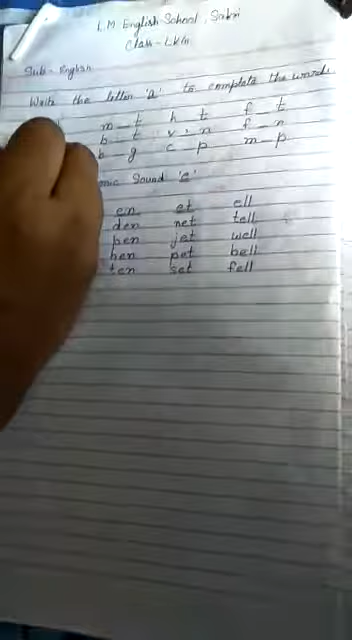 I.M English School, Sakri
Class - LKG
Sub - English
Write the letter 'a' to complete the words.
m_t h_t f_t
b_t v_n f_n
b_g c_p m_p
Sound 'e'
en et ell
den net tell
pen jet well
hen pet bell
ten set fell